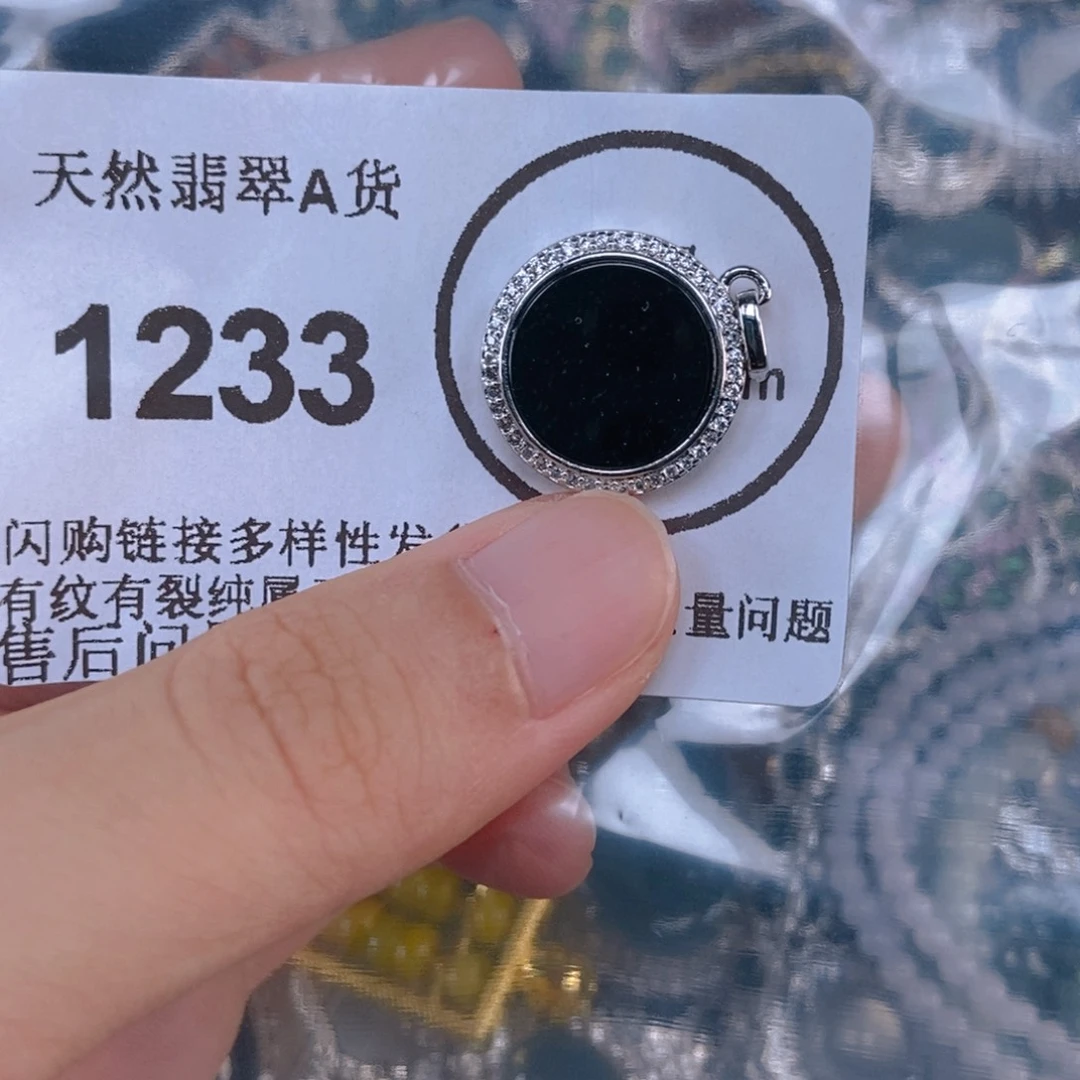 天然翡翠A货
1233
m
闪购链接多样性发
有纹有裂纯属 量问题
售后问